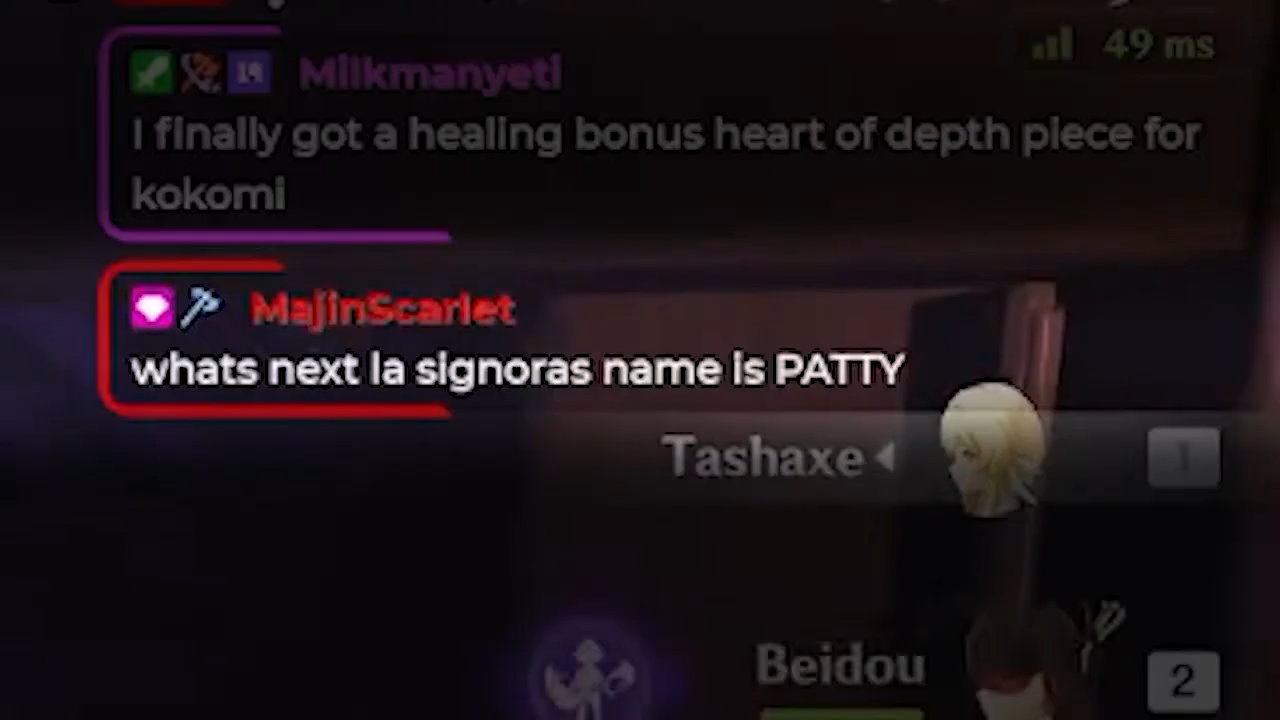 49 ms
Milkmanyeti
I finally got a healing bonus heart of depth piece for
kokomi
MajinScarlet
whats next la signoras name is PATTY
Tashaxe
1
Beidou
2